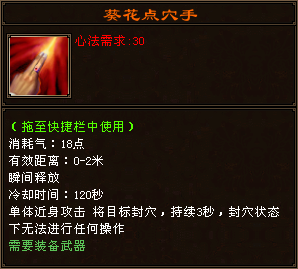 葵花点穴手
心法需求:30
（拖至快捷栏中使用）
消耗气：18点
有效距离：0-2米
瞬间释放
冷却时间：120秒
单体近身攻击 将目标封穴，持续3秒，封穴状态
下无法进行任何操作
需要装备武器